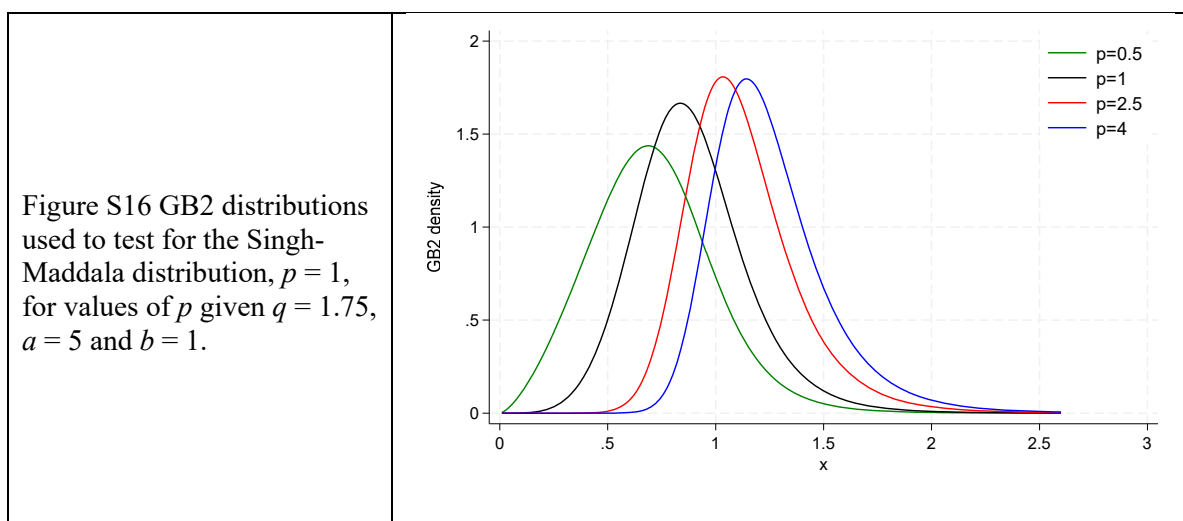 Figure S16 GB2 distributions
used to test for the Singh-
Maddala distribution, p = 1,
for values of p given q = 1.75,
a = 5 and b = 1.
GB2 density
2
1.5
1
.5
0
0 .5 1 1.5 2 2.5 3
x
p=0.5
p=1
p=2.5
p=4